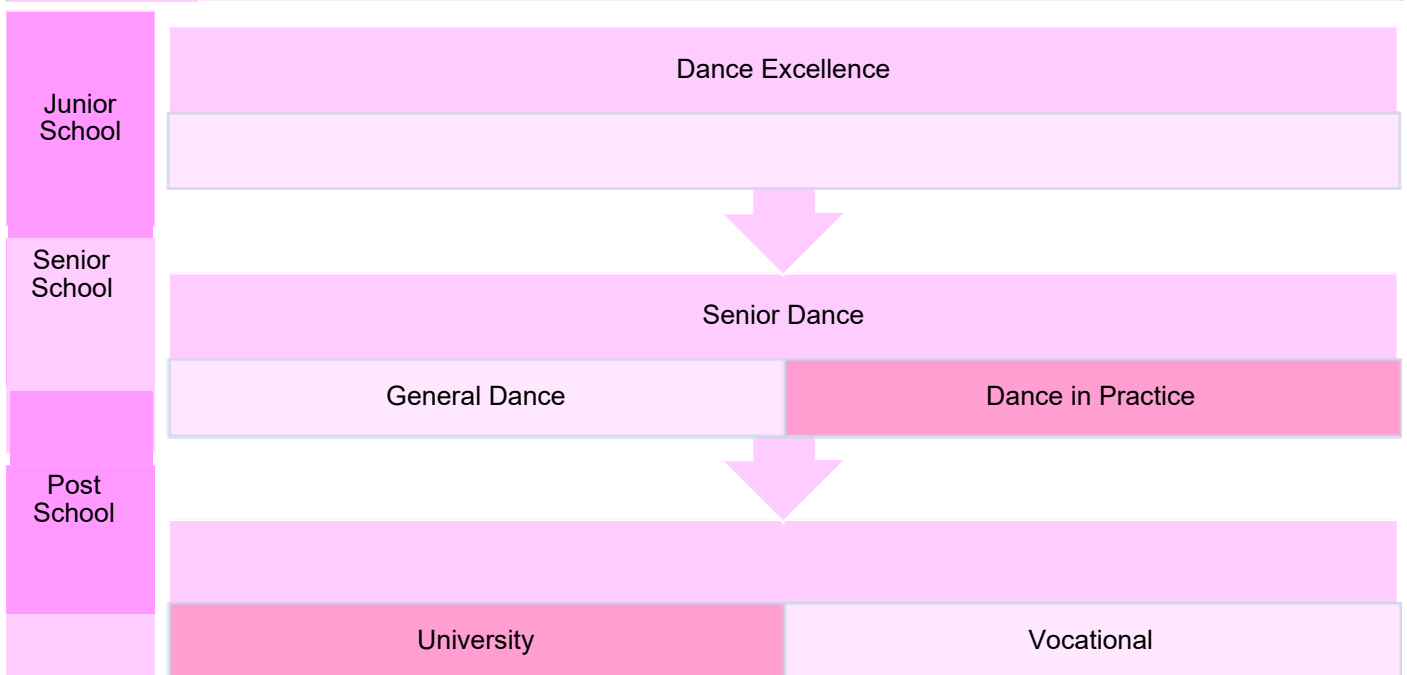 Dance Excellence
Junior
School
Senior
School
Senior Dance
General Dance
Dance in Practice
Post
School
University
Vocational